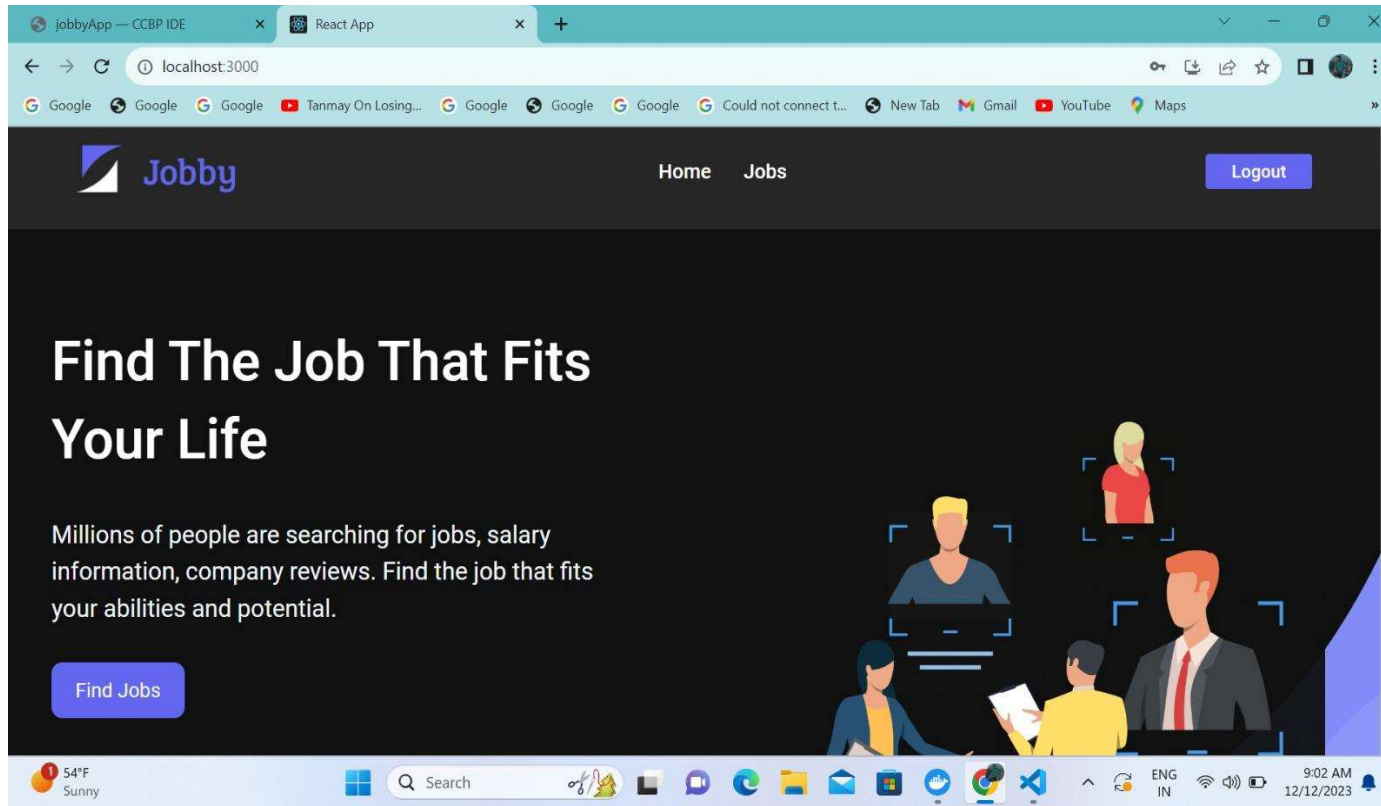 jobbyApp — CCBP IDE
React App
localhost:3000
Google Google Google Tanmay On Losing... Google Google Google Could not connect t... New Tab Gmail YouTube Maps »
Jobby Home Jobs Logout
Find The Job That Fits
Your Life
Millions of people are searching for jobs, salary
information, company reviews. Find the job that fits
your abilities and potential.
Find Jobs
1
54°F
Sunny
Search
ENG
IN
9:02 AM
12/12/2023